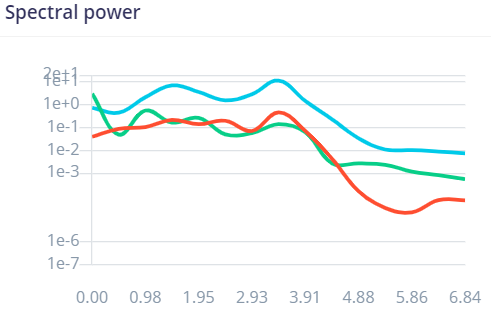 Spectral power
2e+1
1e+1
1e+0
1e-1
1e-2
1e-3
1e-6
1e-7
0.00 0.98 1.95 2.93 3.91 4.88 5.86 6.84